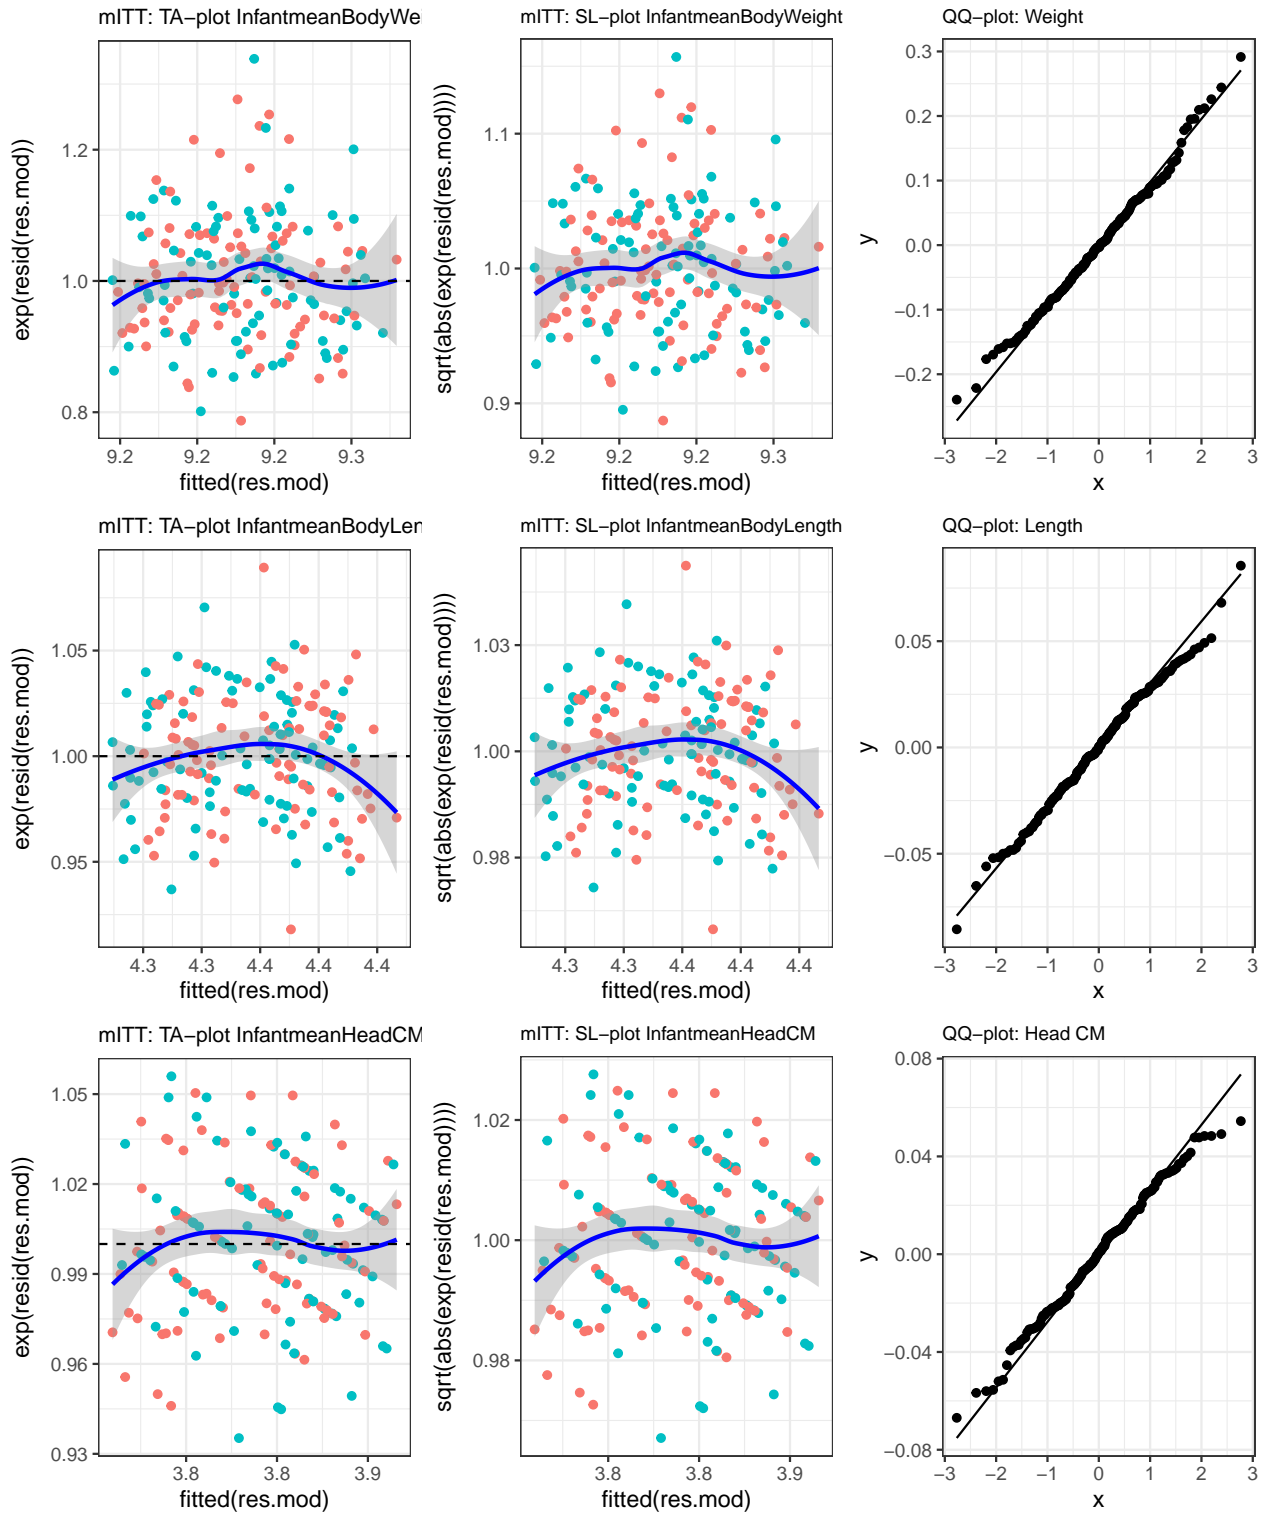 mITT: TA−plot InfantmeanBodyWei
exp(resid(res.mod))
1.2
1.0
0.8
9.2 9.2 9.2 9.3
fitted(res.mod)
mITT: SL−plot InfantmeanBodyWeight
sqrt(abs(exp(resid(res.mod))))
1.1
1.0
0.9
9.2 9.2 9.2 9.3
fitted(res.mod)
QQ−plot: Weight
y
0.3
0.2
0.1
0.0
−0.1
−0.2
−3 −2 −1 0 1 2 3
x
mITT: TA−plot InfantmeanBodyLen
exp(resid(res.mod))
1.05
1.00
0.95
4.3 4.3 4.4 4.4 4.4
fitted(res.mod)
mITT: SL−plot InfantmeanBodyLength
sqrt(abs(exp(resid(res.mod))))
1.03
1.00
0.98
4.3 4.3 4.4 4.4 4.4
fitted(res.mod)
QQ−plot: Length
y
0.05
0.00
−0.05
−3 −2 −1 0 1 2 3
x
mITT: TA−plot InfantmeanHeadCM
exp(resid(res.mod))
1.05
1.02
0.99
0.96
0.93
3.8 3.8 3.9
fitted(res.mod)
mITT: SL−plot InfantmeanHeadCM
sqrt(abs(exp(resid(res.mod))))
1.02
1.00
0.98
3.8 3.8 3.9
fitted(res.mod)
QQ−plot: Head CM
y
0.08
0.04
0.00
−0.04
−0.08
−3 −2 −1 0 1 2 3
x